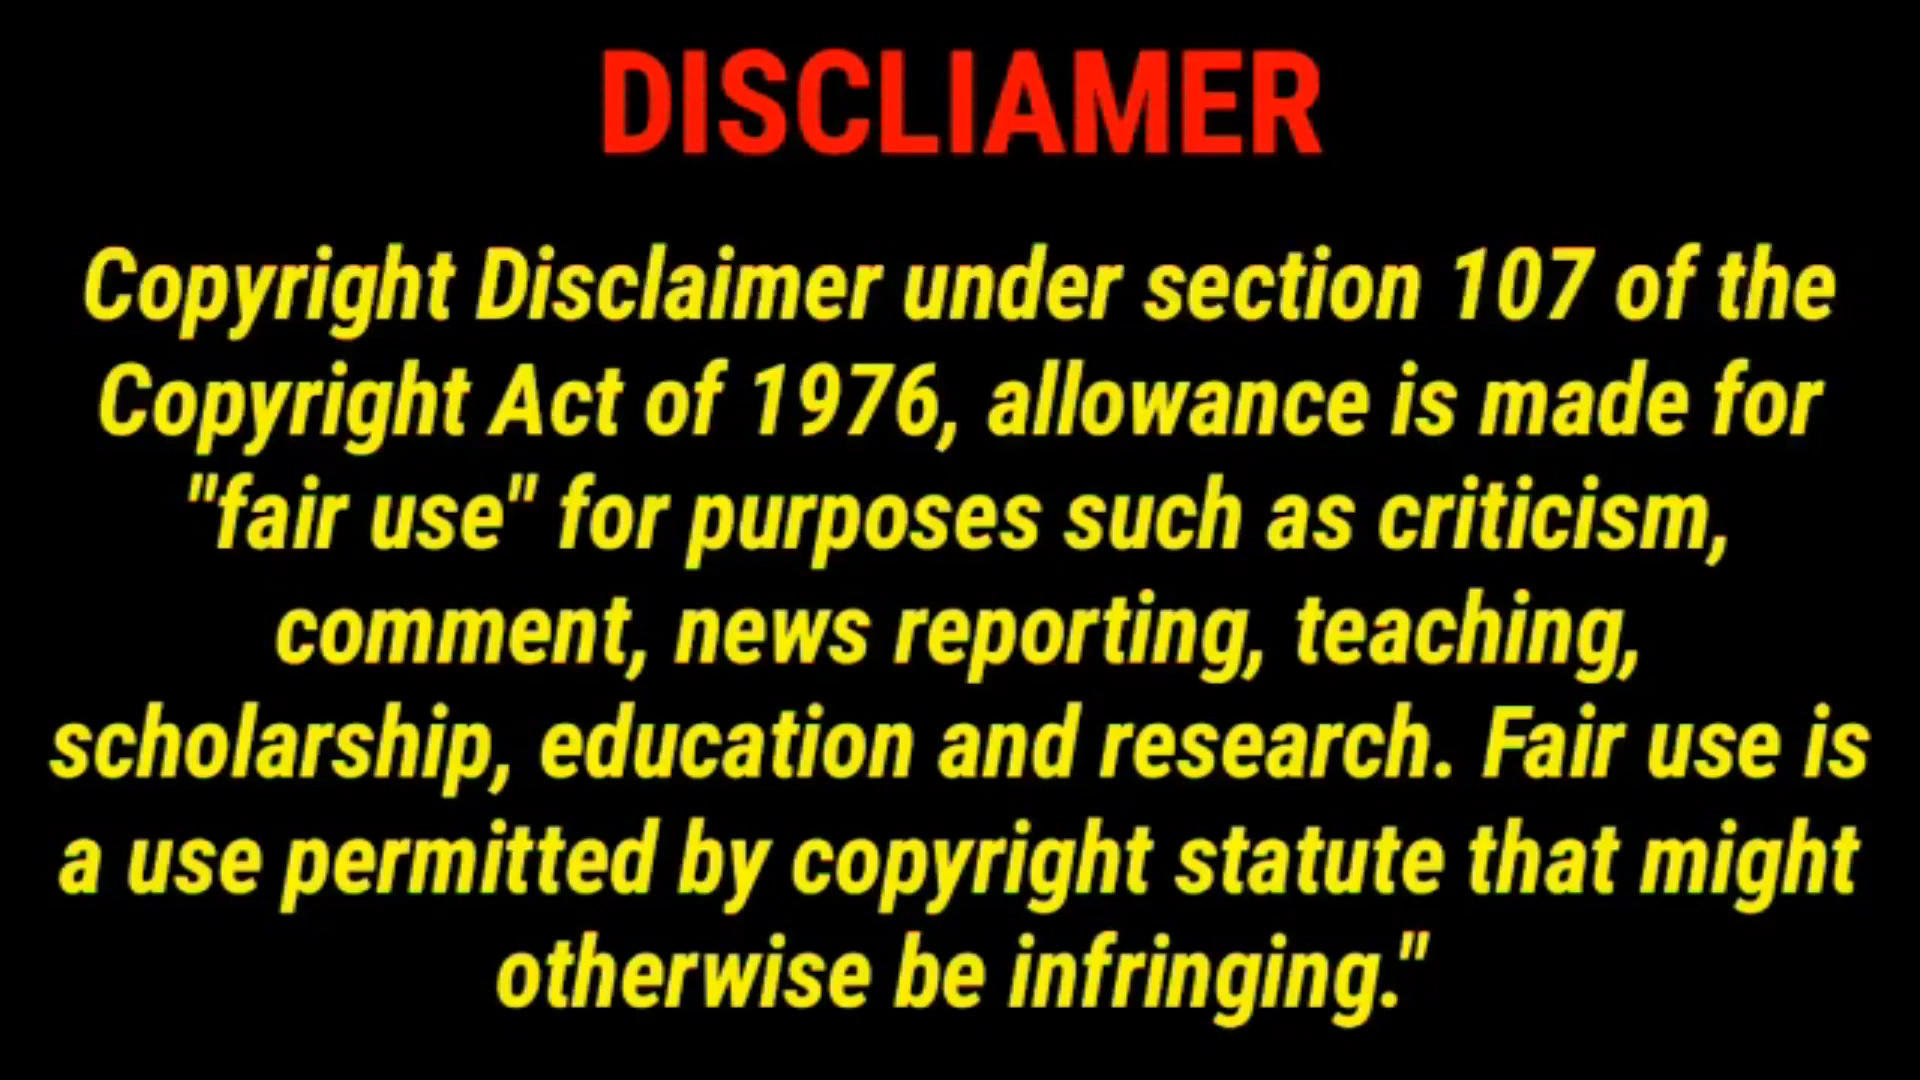 DISCLIAMER
Copyright Disclaimer under section 107 of the
Copyright Act of 1976, allowance is made for
"fair use" for purposes such as criticism,
comment, news reporting, teaching,
scholarship, education and research. Fair use is
a use permitted by copyright statute that might
otherwise be infringing."